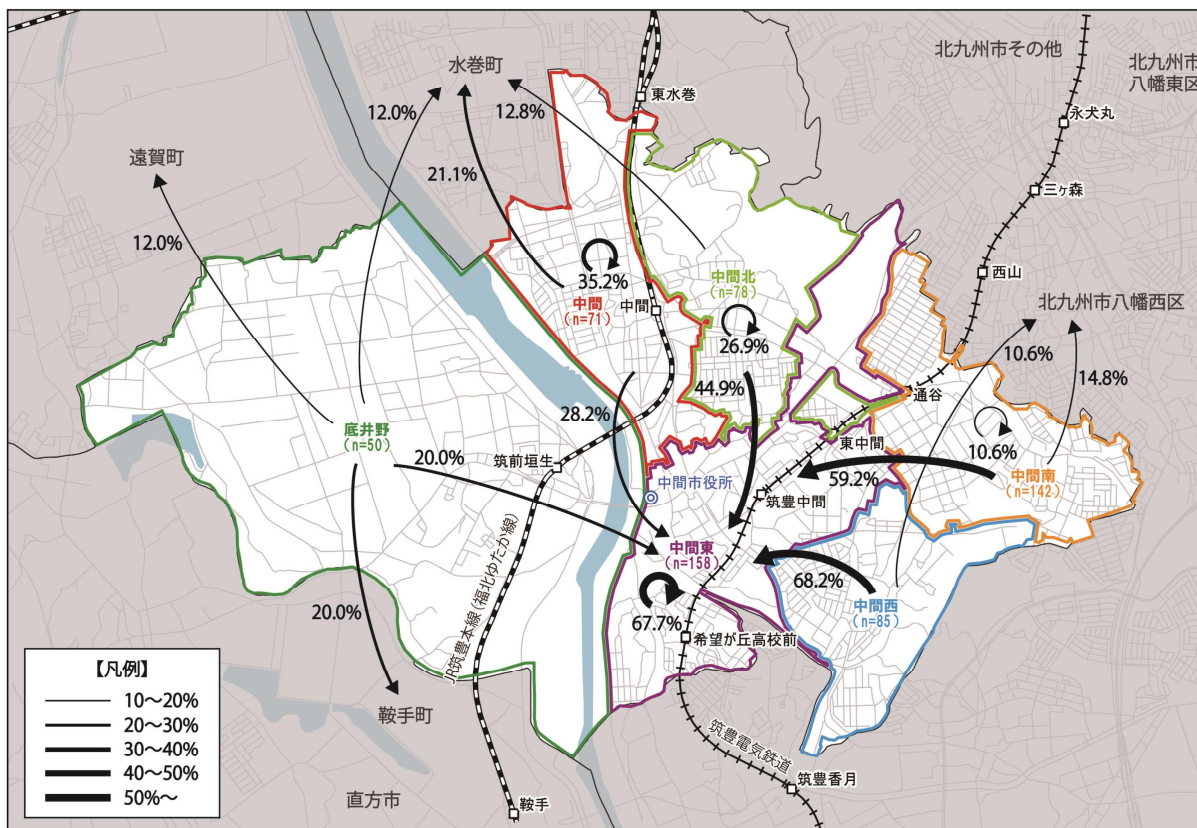 北九州市その他
北九州市
八幡東区
水巻町
東水巻
永犬丸
12.0%
12.8%
遠賀町
21.1%
三ヶ森
12.0%
35.2%
中間
(n=71)
中間
中間北
(n=78)
西山
北九州市八幡西区
26.9%
10.6%
14.8%
44.9%
通谷
28.2%
底井野
(n=50)
20.0%
筑前垣生
東中間
10.6%
59.2%
中間南
(n=142)
中間市役所
筑豊中間
中間東
(n=158)
68.2%
中間西
(n=85)
67.7%
希望が丘高校前
20.0%
JR筑豊本線(福北ゆたか線)
鞍手町
筑豊電気鉄道
筑豊香月
直方市
鞍手
【凡例】
10〜20%
20〜30%
30〜40%
40〜50%
50%〜